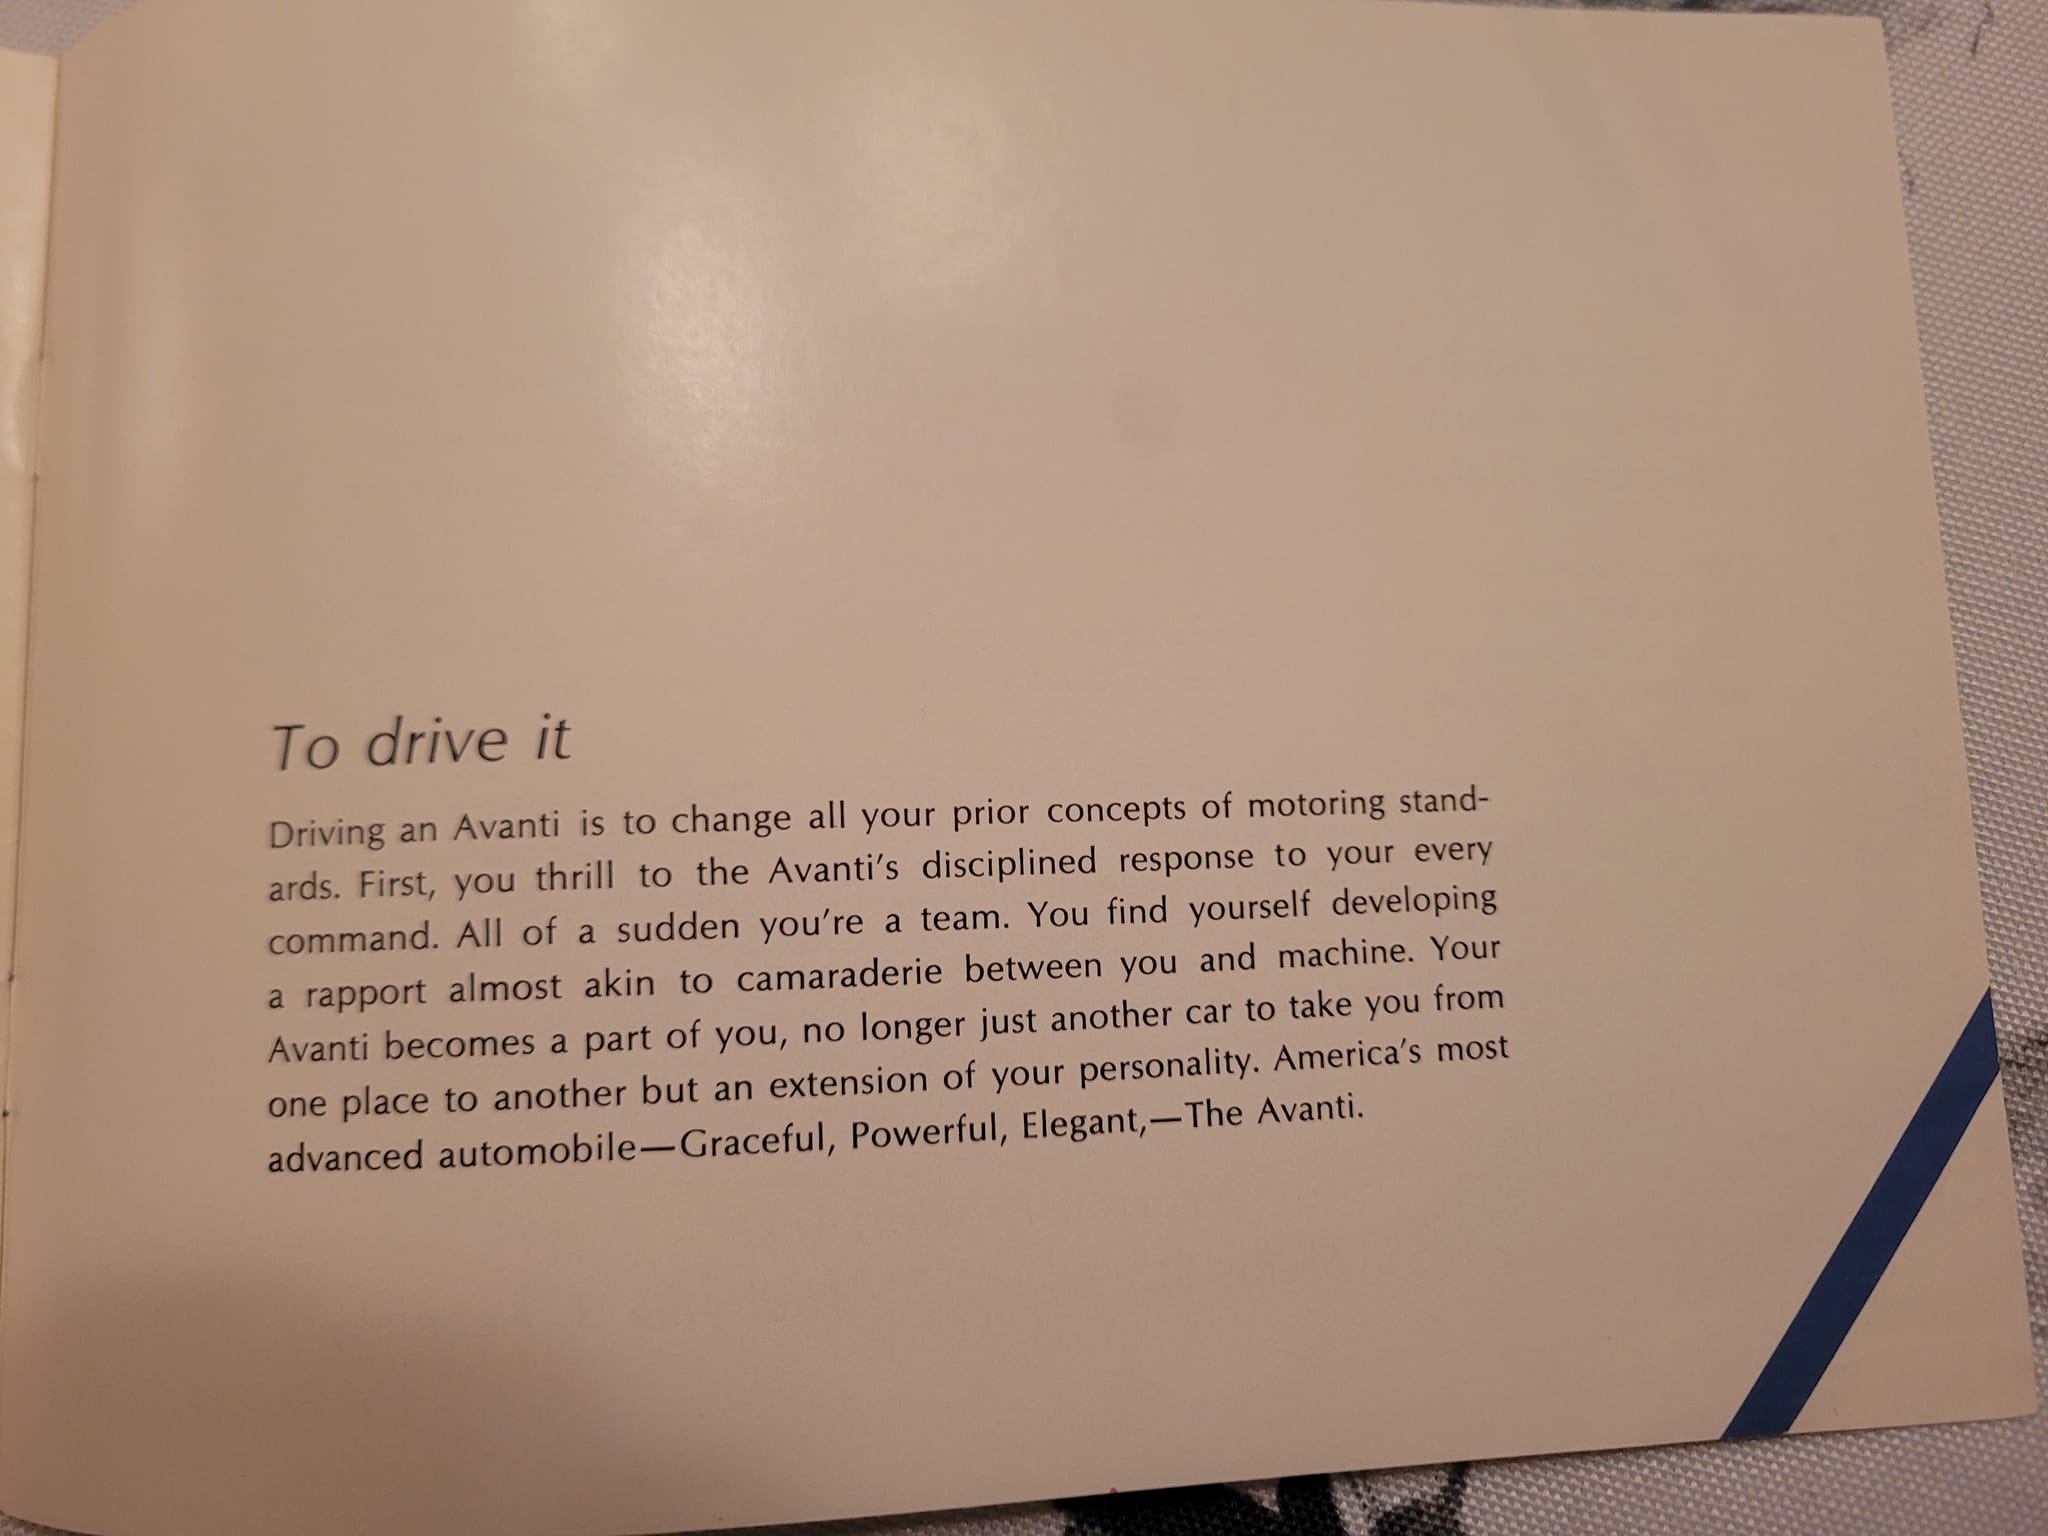 To drive it
Driving an Avanti is to change all your prior concepts of motoring stand-
ards. First, you thrill to the Avanti's disciplined response to your every
command. All of a sudden you're a team. You find yourself developing
a rapport almost akin to camaraderie between you and machine. Your
Avanti becomes a part of you, no longer just another car to take you from
one place to another but an extension of your personality. America's most
advanced automobile—Graceful, Powerful, Elegant,—The Avanti.